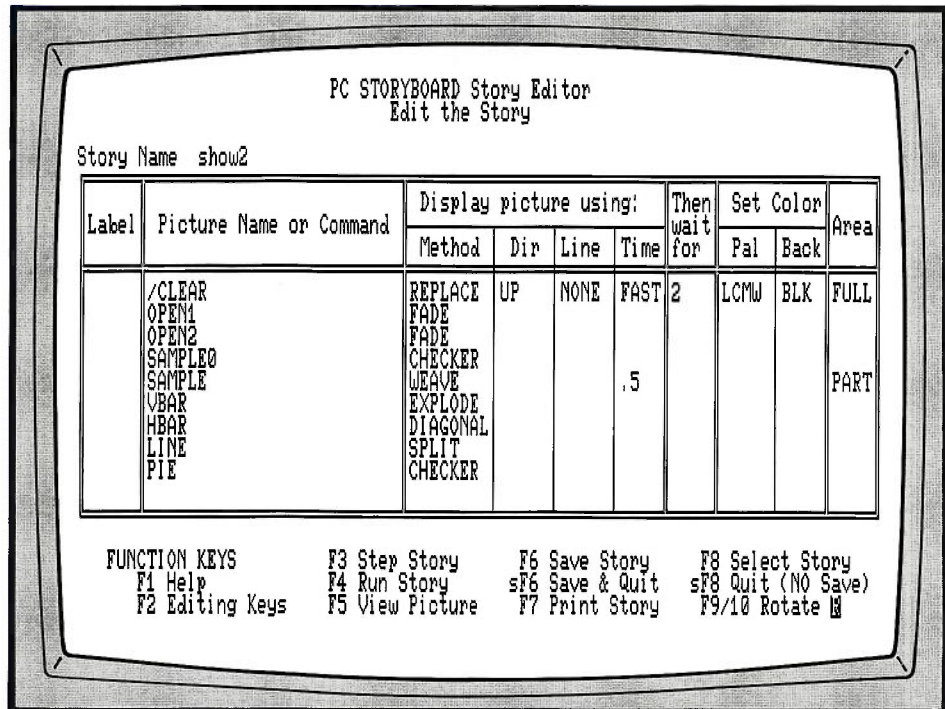 PC STORYBOARD Story Editor
Edit the Story
Story Name show2
Label Picture Name or Command Display picture using: Then wait for Set Color Area
Method Dir Line Time Pal Back
/CLEAR REPLACE UP NONE FAST 2 LCMW BLK FULL
OPEN1 FADE
OPEN2 FADE
SAMPLE0 CHECKER
SAMPLE WEAVE .5 PART
VBAR EXPLODE
HBAR DIAGONAL
LINE SPLIT
PIE CHECKER
FUNCTION KEYS F3 Step Story F6 Save Story F8 Select Story
F1 Help F4 Run Story sF6 Save & Quit sF8 Quit (NO Save)
F2 Editing Keys F5 View Picture F7 Print Story F9/10 Rotate